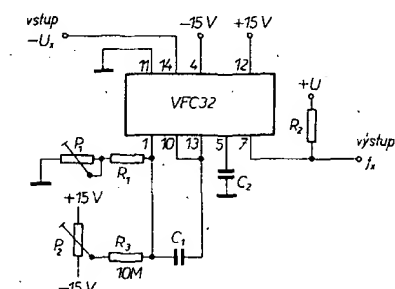 vstup
-Uₓ
-15 V
+15 V
11
14
4
12
VFC32
+U
R₂
1
10
13
5
7
výstup
fₓ
P₁
R₁
C₂
+15 V
P₂
R₃
10M
C₁
-15 V